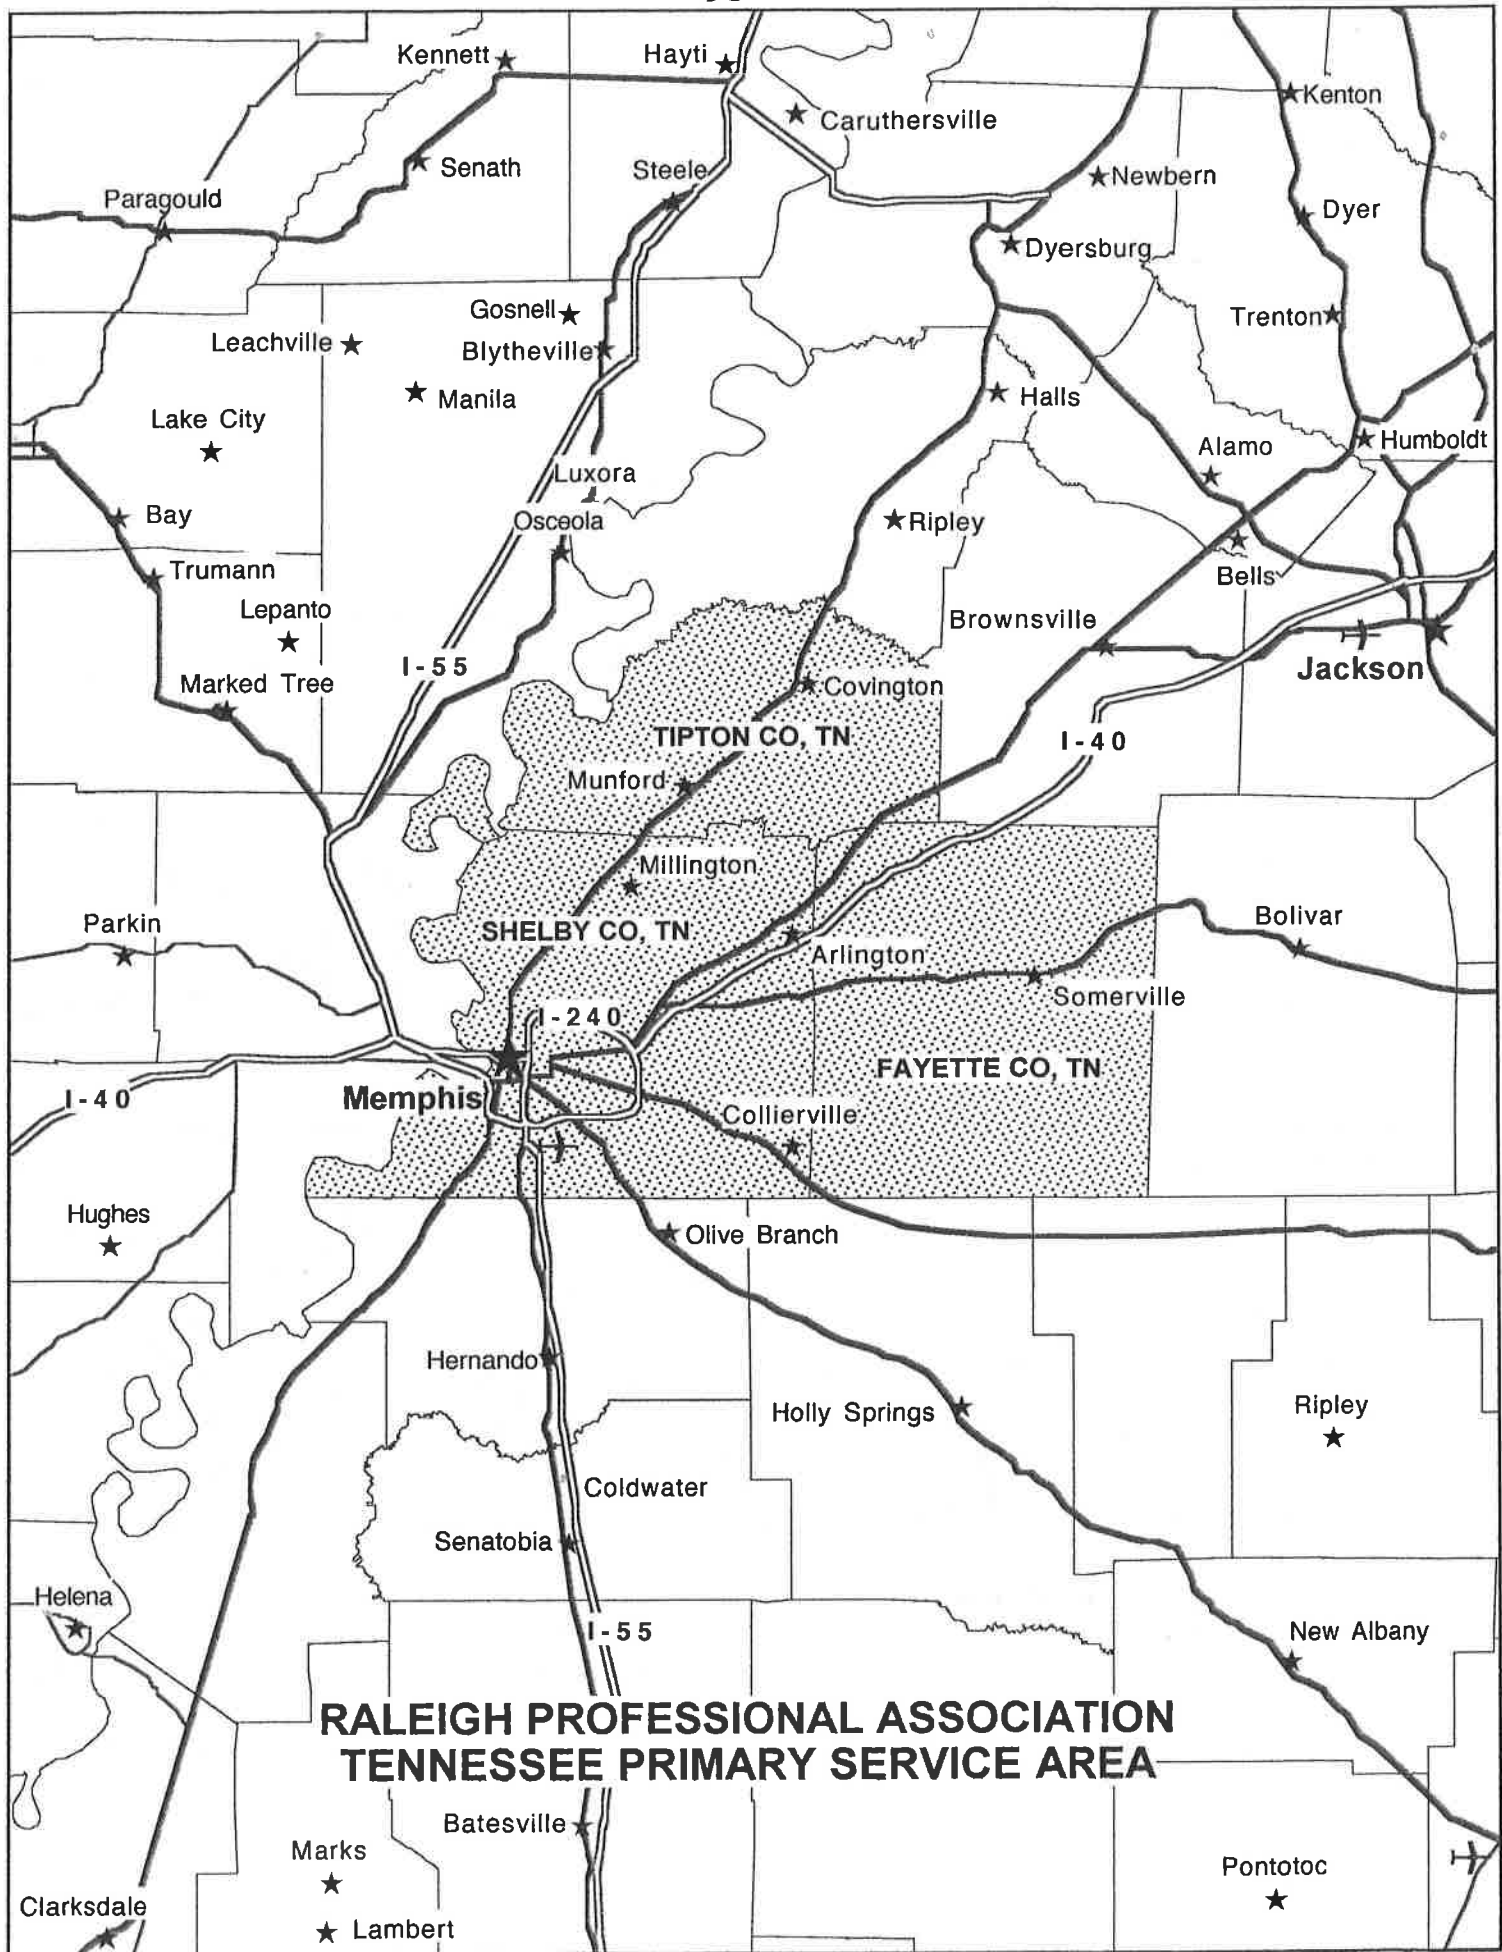 Kennett
Hayti
Kenton
Caruthersville
Senath
Steele
Newbern
Paragould
Dyer
Dyersburg
Gosnell
Trenton
Leachville
Blytheville
Manila
Halls
Lake City
Humboldt
Alamo
Luxora
Bay
Osceola
Ripley
Trumann
Bells
Lepanto
Brownsville
I-55
Jackson
Marked Tree
Covington
TIPTON CO, TN
I-40
Munford
Millington
Parkin
SHELBY CO, TN
Bolivar
Arlington
Somerville
I-240
FAYETTE CO, TN
I-40
Memphis
Collierville
Hughes
Olive Branch
Hernando
Holly Springs
Ripley
Coldwater
Senatobia
Helena
I-55
New Albany
RALEIGH PROFESSIONAL ASSOCIATION
TENNESSEE PRIMARY SERVICE AREA
Batesville
Marks
Pontotoc
Clarksdale
Lambert